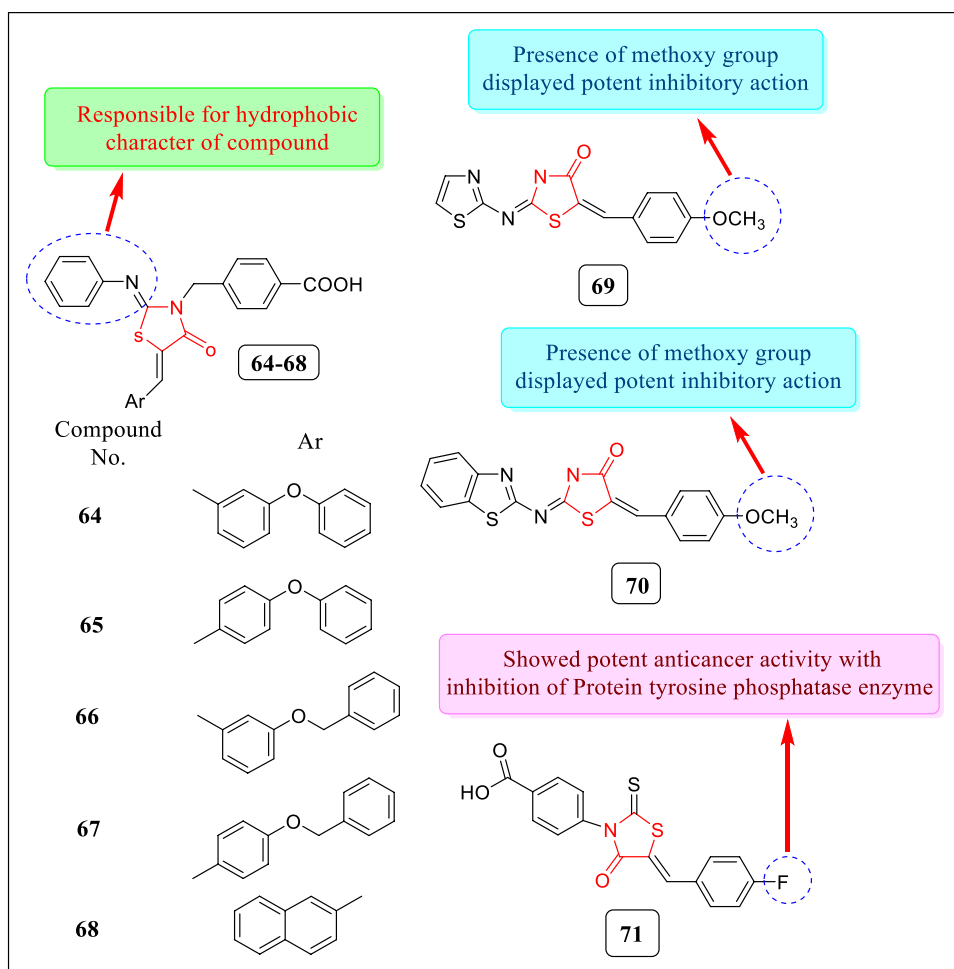 Responsible for hydrophobic
character of compound
N
N
S
O
COOH
Ar
64-68
Compound
No.
Ar
64
O
65
O
66
O
67
O
68
Presence of methoxy group
displayed potent inhibitory action
N
S
N
N
S
O
OCH3
69
Presence of methoxy group
displayed potent inhibitory action
N
S
N
N
S
O
OCH3
70
Showed potent anticancer activity with
inhibition of Protein tyrosine phosphatase enzyme
O
HO
S
N
S
O
F
71